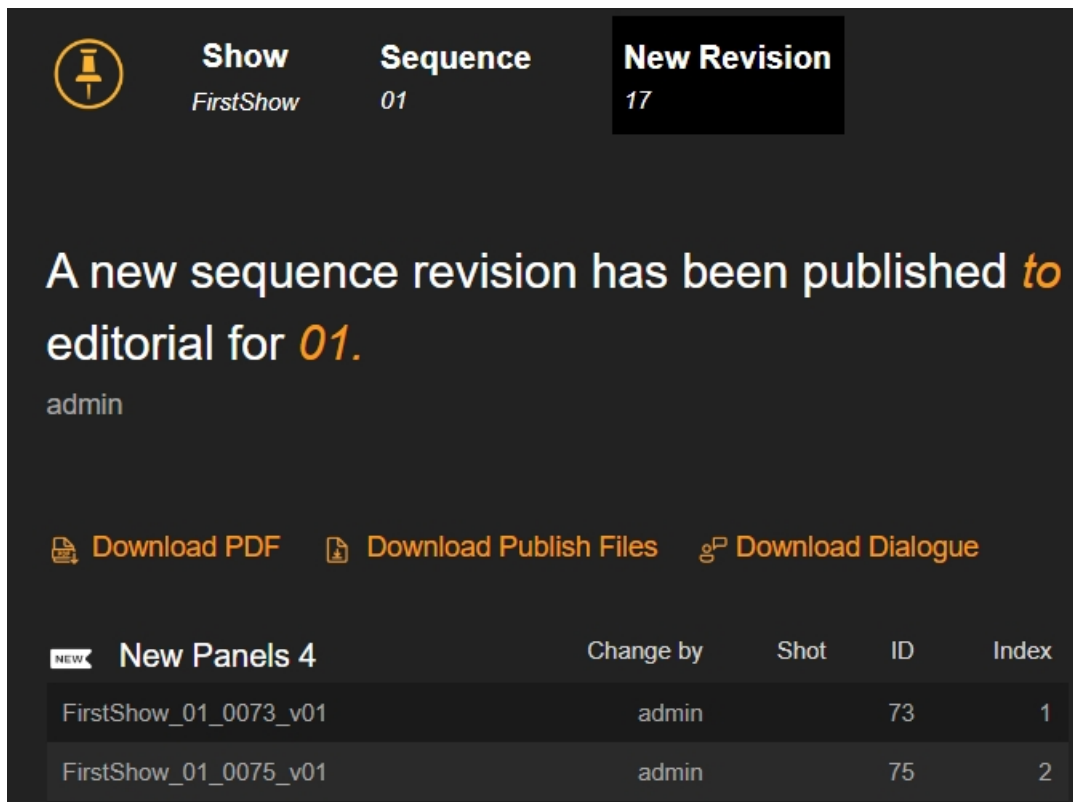 Show Sequence New Revision
FirstShow 01 17
A new sequence revision has been published to
editorial for 01.
admin
Download PDF Download Publish Files Download Dialogue
NEW New Panels 4 Change by Shot ID Index
FirstShow_01_0073_v01 admin 73 1
FirstShow_01_0075_v01 admin 75 2